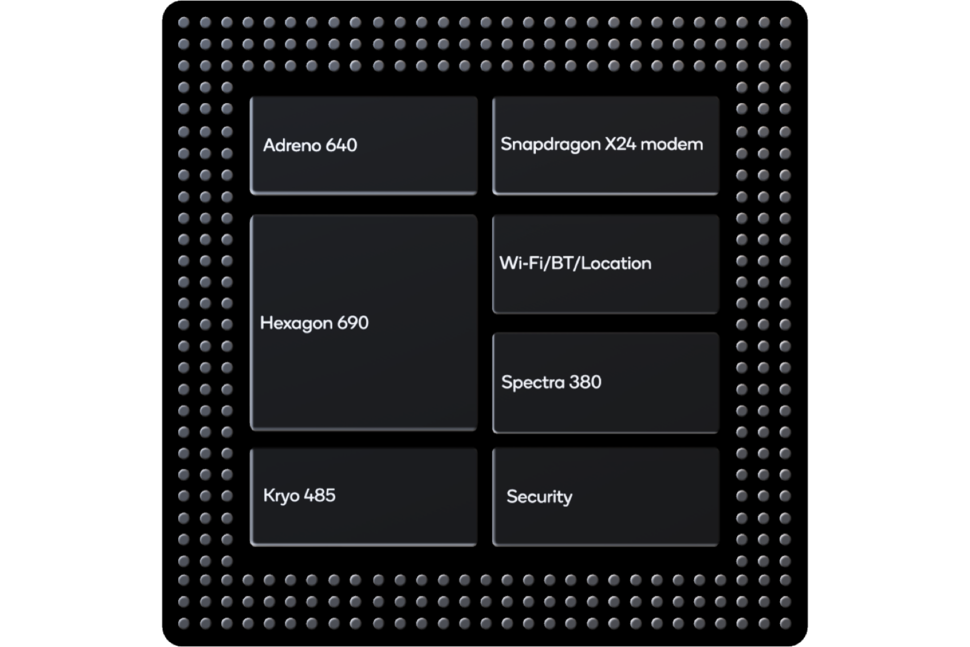 Adreno 640
Snapdragon X24 modem
Wi-Fi/BT/Location
Hexagon 690
Spectra 380
Kryo 485
Security